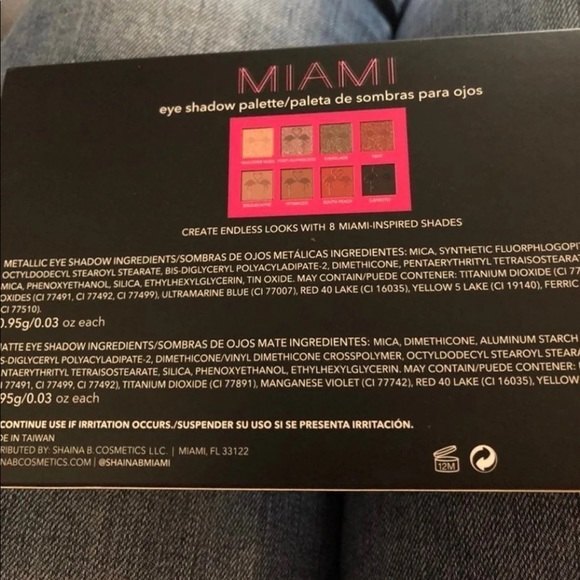 MIAMI
eye shadow palette/paleta de sombras para ojos
CREATE ENDLESS LOOKS WITH 8 MIAMI-INSPIRED SHADES
METALLIC EYE SHADOW INGREDIENTS/SOMBRAS DE OJOS METÁLICAS INGREDIENTES: MICA, SYNTHETIC FLUORPHLOGOPI
OCTYLDODECYL STEAROYL STEARATE, BIS-DIGLYCERYL POLYACYLADIPATE-2, DIMETHICONE, PENTAERYTHRITYL TETRAISOSTEARA
MICA, PHENOXYETHANOL, SILICA, ETHYLHEXYLGLYCERIN, TIN OXIDE. MAY CONTAIN/PUEDE CONTENER: TITANIUM DIOXIDE (CI 77
OXIDES (CI 77491, CI 77492, CI 77499), ULTRAMARINE BLUE (CI 77007), RED 40 LAKE (CI 16035), YELLOW 5 LAKE (CI 19140), FERRIC
CI 77510).
0.95g/0.03 oz each
MATTE EYE SHADOW INGREDIENTS/SOMBRAS DE OJOS MATE INGREDIENTES: MICA, DIMETHICONE, ALUMINUM STARCH
S-DIGLYCERYL POLYACYLADIPATE-2, DIMETHICONE/VINYL DIMETHICONE CROSSPOLYMER, OCTYLDODECYL STEAROYL STEARA
NTAERYTHRITYL TETRAISOSTEARATE, SILICA, PHENOXYETHANOL, ETHYLHEXYLGLYCERIN. MAY CONTAIN/PUEDE CONTENER:
I 77491, CI 77499, CI 77492), TITANIUM DIOXIDE (CI 77891), MANGANESE VIOLET (CI 77742), RED 40 LAKE (CI 16035), YELLOW
95g/0.03 oz each
CONTINUE USE IF IRRITATION OCCURS./SUSPENDER SU USO SI SE PRESENTA IRRITACIÓN.
DE IN TAIWAN
TRIBUTED BY: SHAINA B. COSMETICS LLC. | MIAMI, FL 33122
INABCOSMETICS.COM | @SHAINABMIAMI
12M